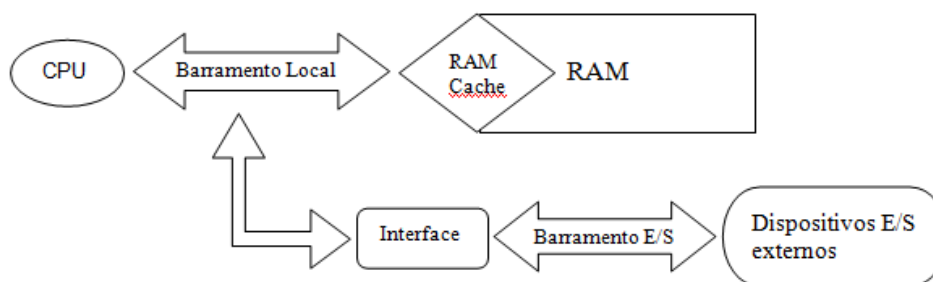 CPU
Barramento Local
RAM
Cache
RAM
Interface
Barramento E/S
Dispositivos E/S
externos